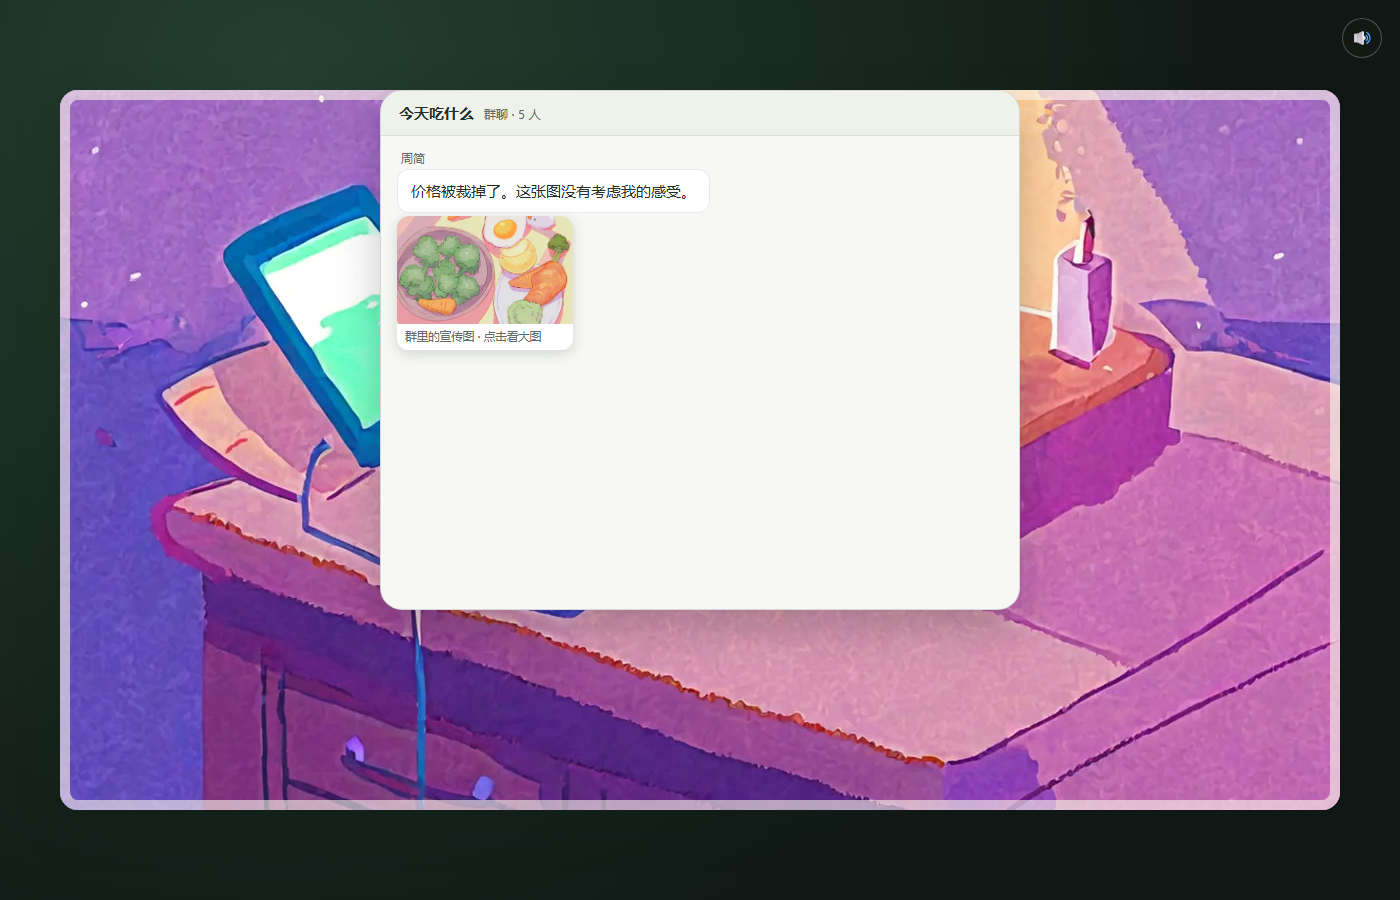 今天吃什么 群聊 · 5 人
周简
价格被裁掉了。这张图没有考虑我的感受。
群里的宣传图 · 点击看大图